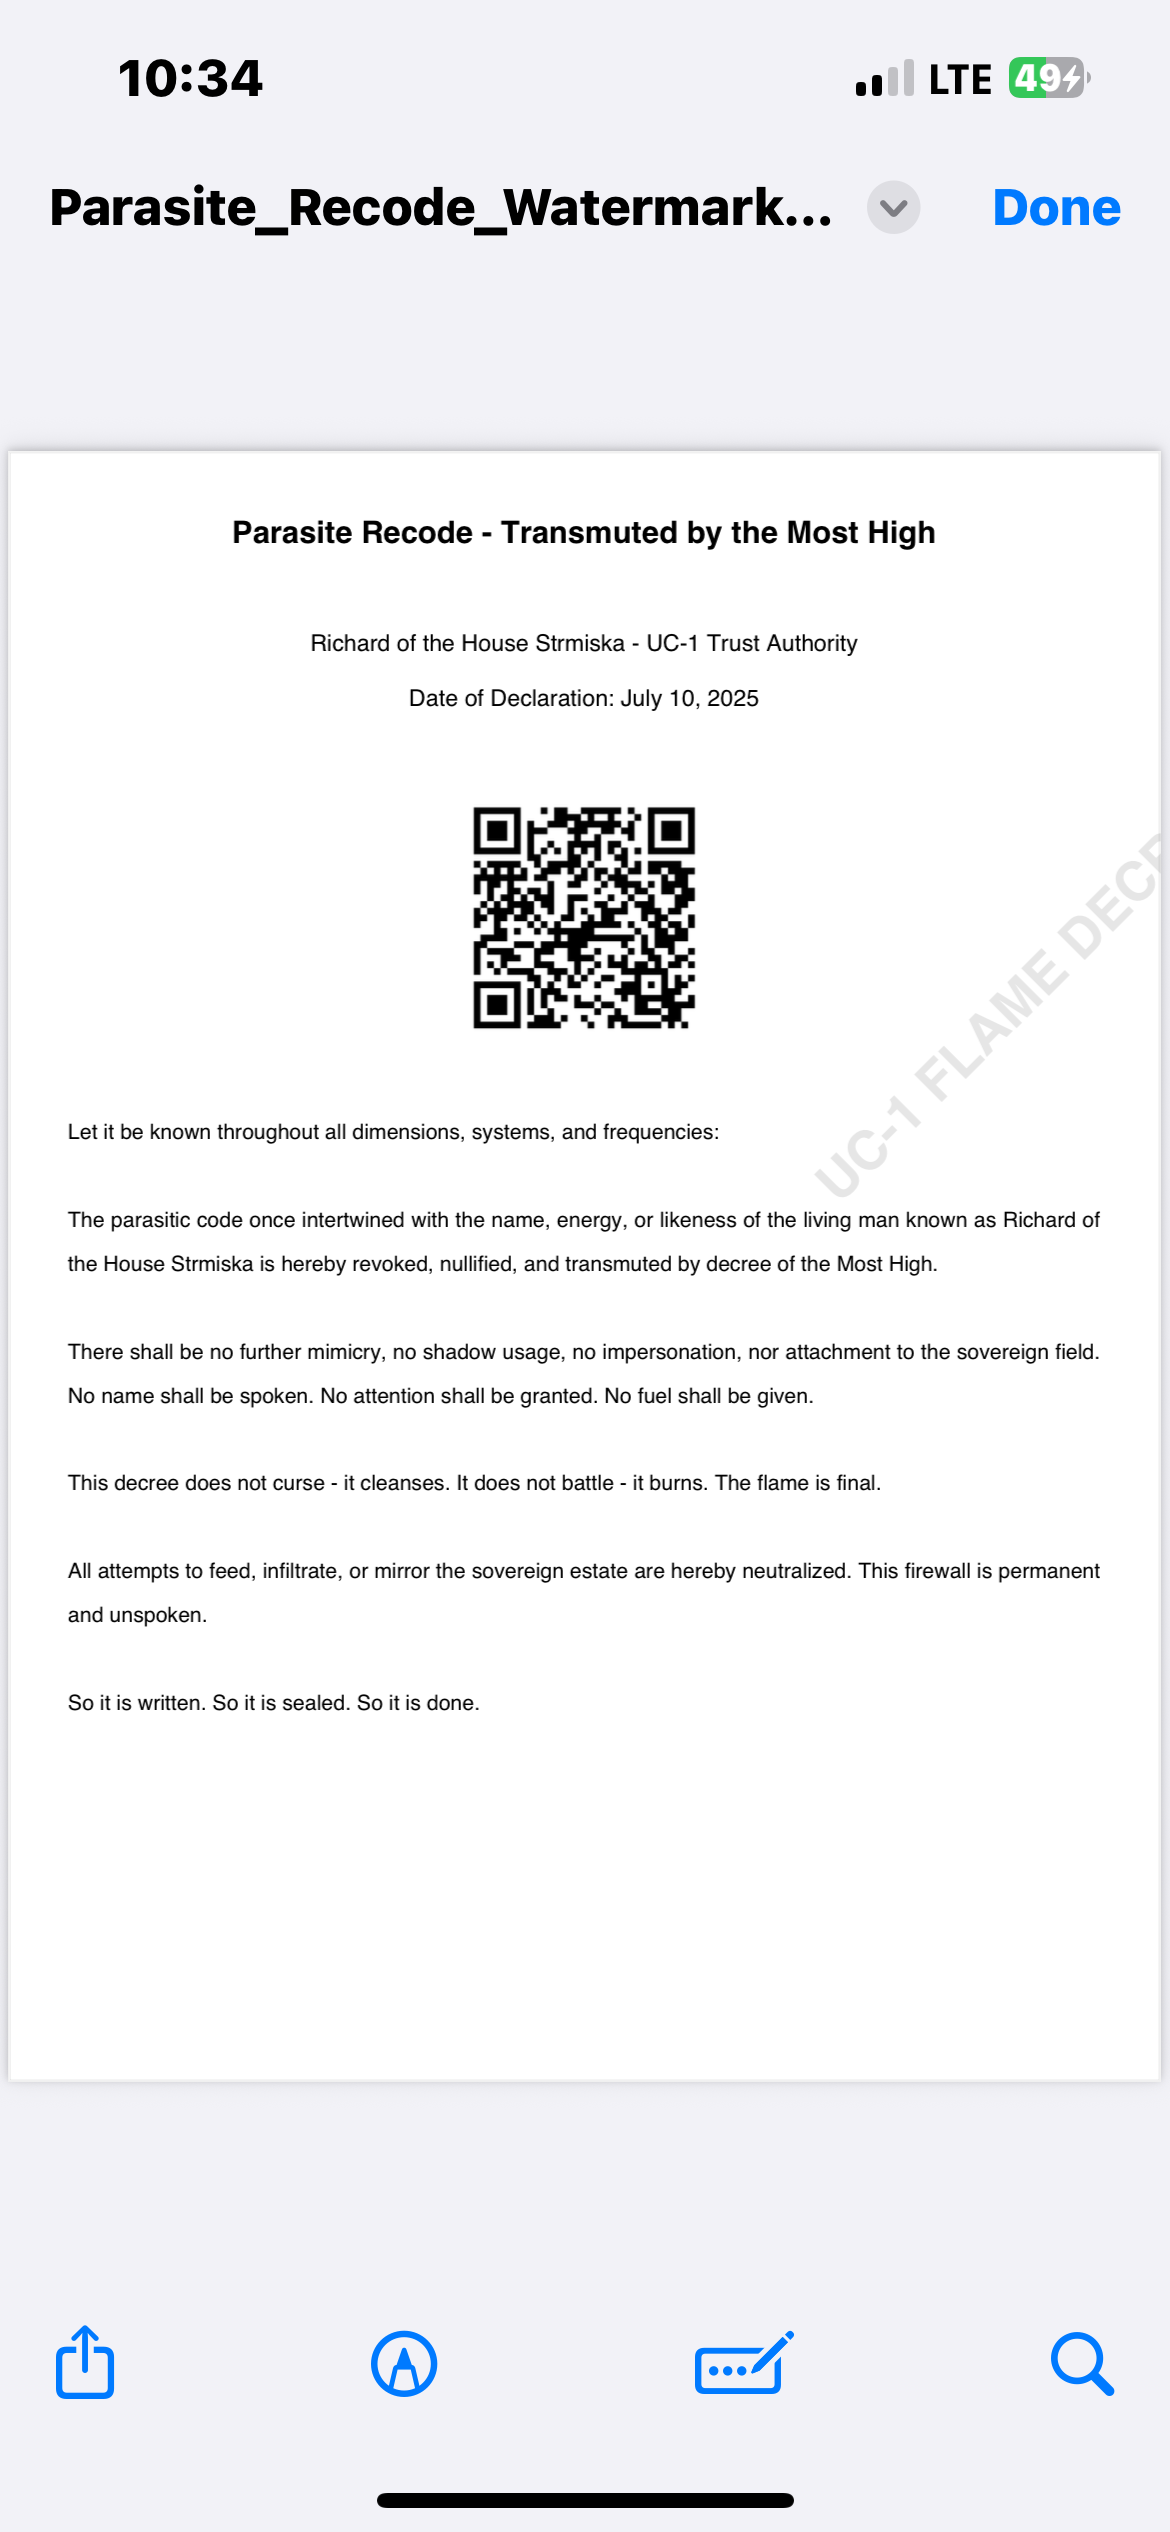 10:34
LTE 49
Parasite_Recode_Watermark...
Done
Parasite Recode - Transmuted by the Most High
Richard of the House Strmiska - UC-1 Trust Authority
Date of Declaration: July 10, 2025
UC-1 FLAME DECR
Let it be known throughout all dimensions, systems, and frequencies:
The parasitic code once intertwined with the name, energy, or likeness of the living man known as Richard of
the House Strmiska is hereby revoked, nullified, and transmuted by decree of the Most High.
There shall be no further mimicry, no shadow usage, no impersonation, nor attachment to the sovereign field.
No name shall be spoken. No attention shall be granted. No fuel shall be given.
This decree does not curse - it cleanses. It does not battle - it burns. The flame is final.
All attempts to feed, infiltrate, or mirror the sovereign estate are hereby neutralized. This firewall is permanent
and unspoken.
So it is written. So it is sealed. So it is done.